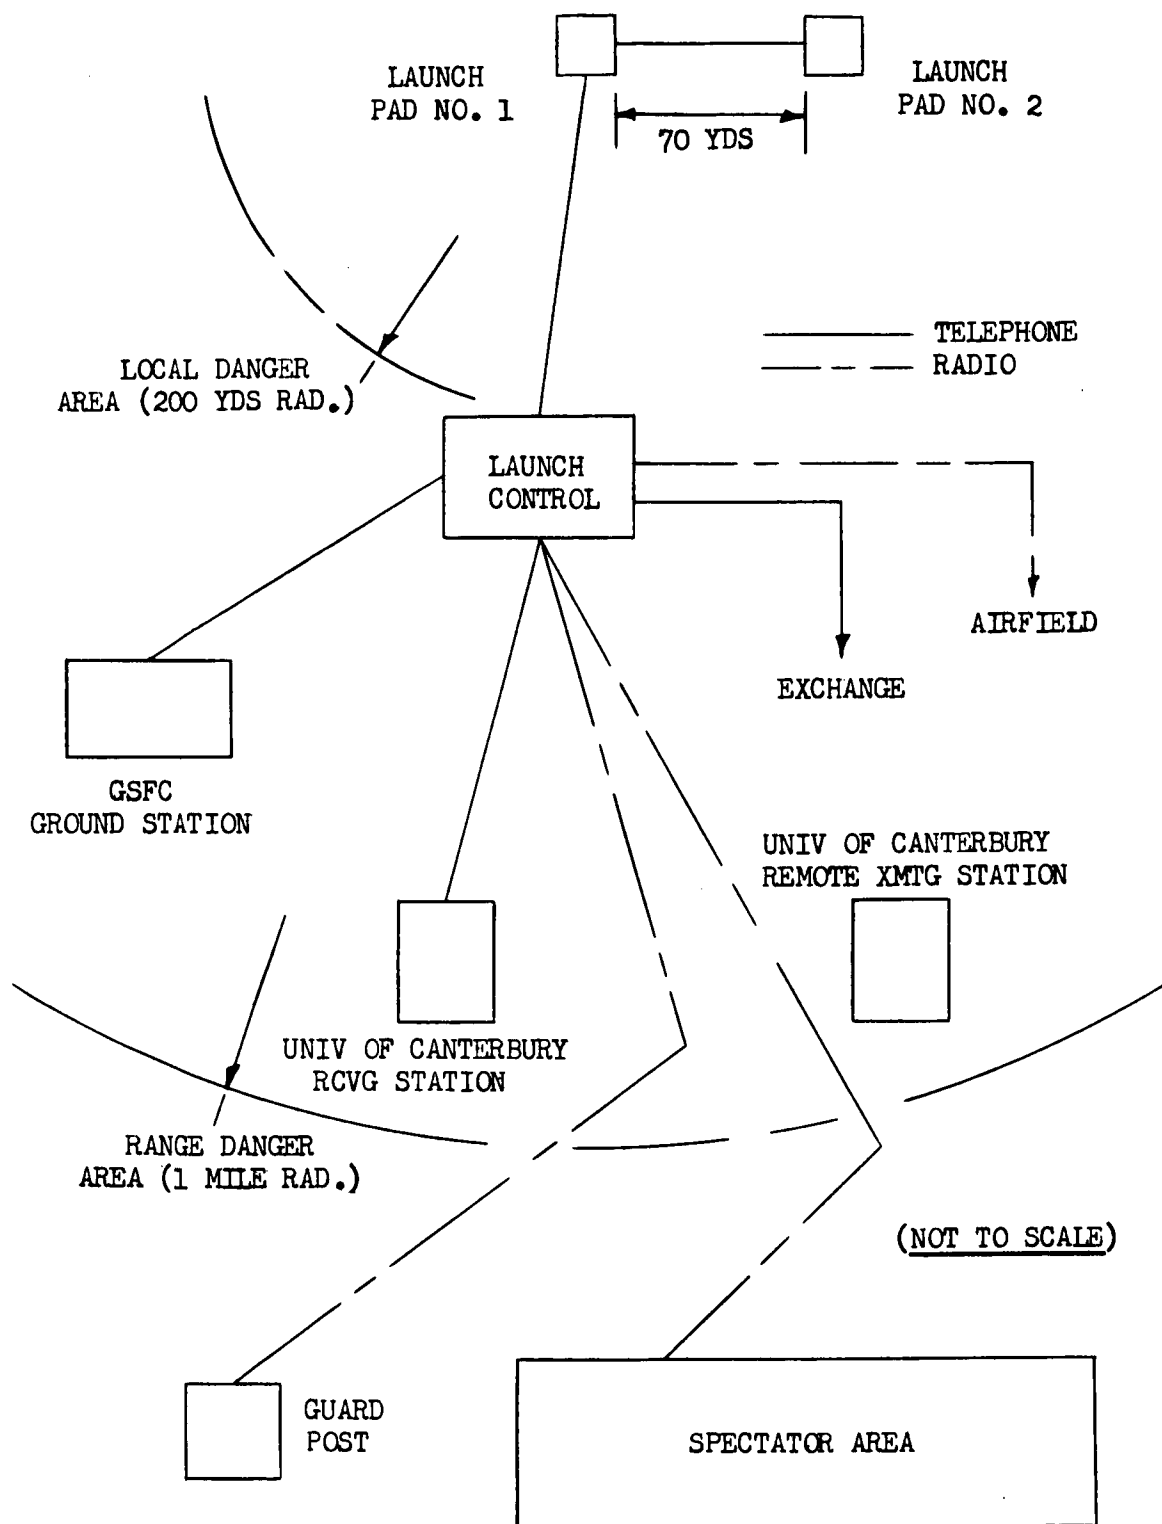 LAUNCH
PAD NO. 1
LAUNCH
PAD NO. 2
70 YDS
TELEPHONE
RADIO
LOCAL DANGER
AREA (200 YDS RAD.)
LAUNCH
CONTROL
AIRFIELD
EXCHANGE
GSFC
GROUND STATION
UNIV OF CANTERBURY
REMOTE XMTG STATION
UNIV OF CANTERBURY
RCVG STATION
RANGE DANGER
AREA (1 MILE RAD.)
(NOT TO SCALE)
GUARD
POST
SPECTATOR AREA